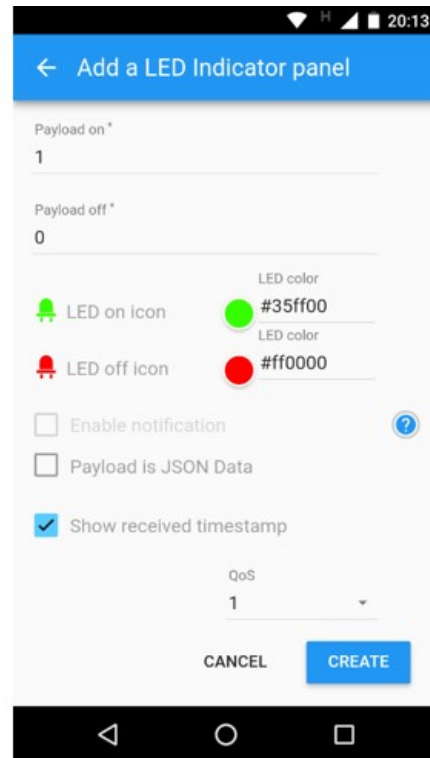 H 20:13
Add a LED Indicator panel
Payload on *
1
Payload off *
0
LED color
LED on icon #35ff00
LED color
LED off icon #ff0000
Enable notification ?
Payload is JSON Data
Show received timestamp
QoS
1
CANCEL CREATE